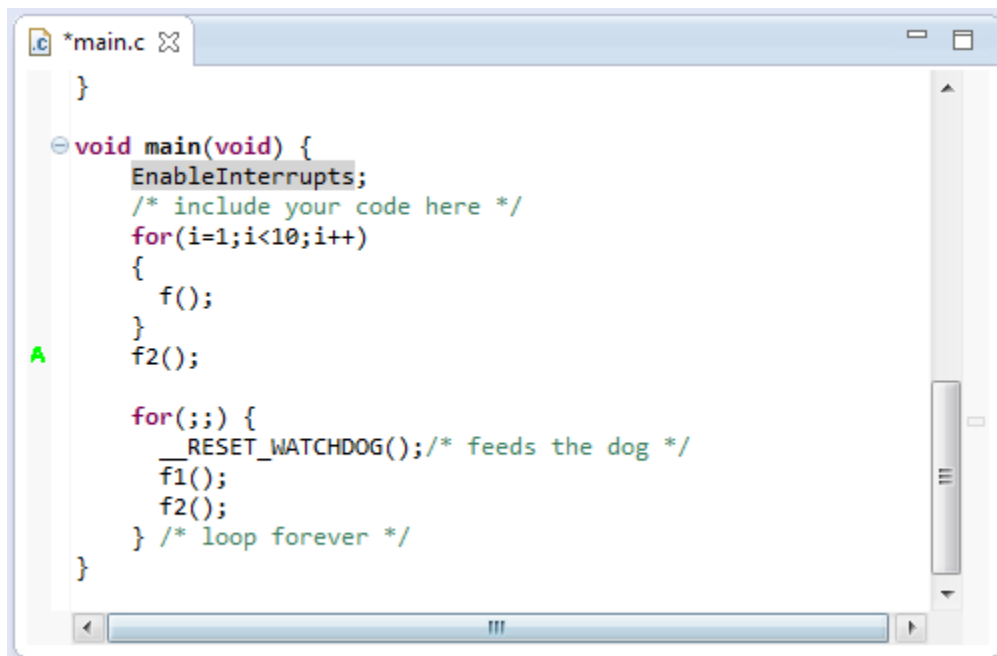 .c *main.c
}
void main(void) {
EnableInterrupts;
/* include your code here */
for(i=1;i<10;i++)
{
f();
}
A f2();
for(;;) {
__RESET_WATCHDOG();/* feeds the dog */
f1();
f2();
} /* loop forever */
}